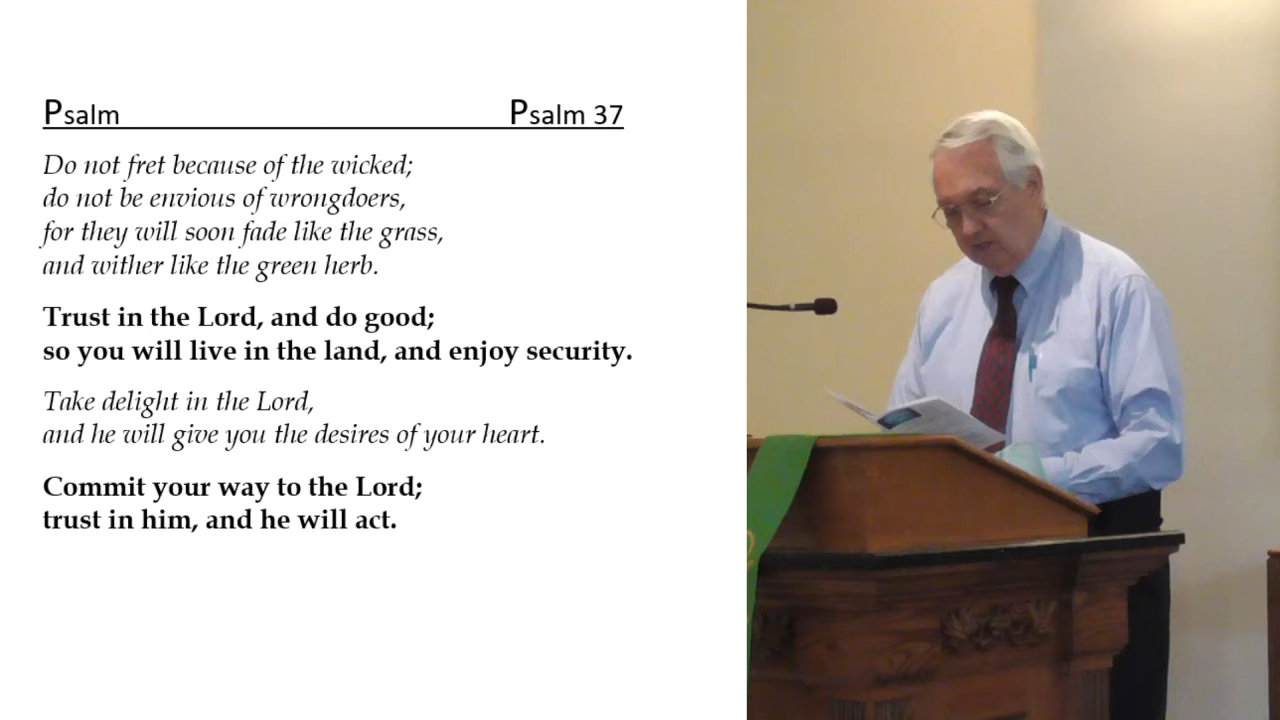 Psalm Psalm 37
Do not fret because of the wicked;
do not be envious of wrongdoers,
for they will soon fade like the grass,
and wither like the green herb.
Trust in the Lord, and do good;
so you will live in the land, and enjoy security.
Take delight in the Lord,
and he will give you the desires of your heart.
Commit your way to the Lord;
trust in him, and he will act.